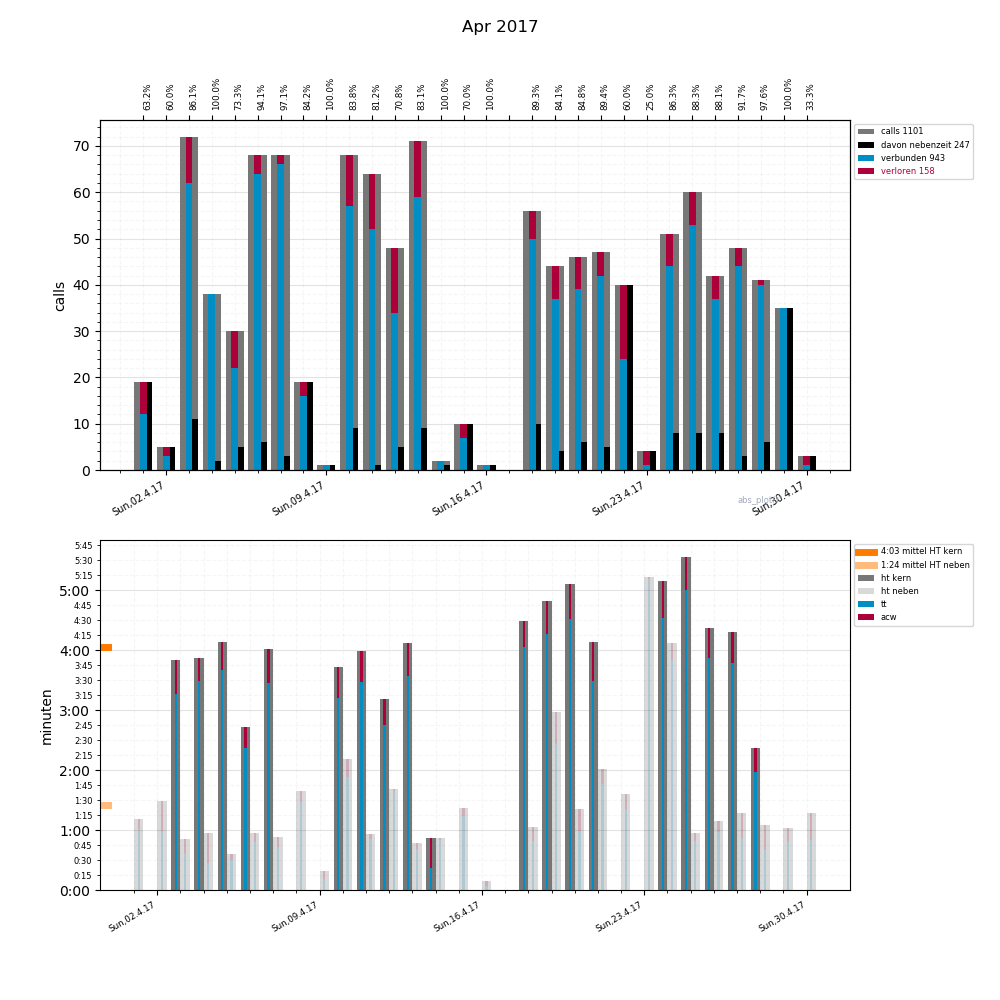 Apr 2017
63.2% 60.0% 86.1% 100.0% 73.3% 94.1% 97.1% 84.2% 100.0% 83.8% 81.2% 70.8% 83.1% 100.0% 70.0% 100.0% 89.3% 84.1% 84.8% 89.4% 60.0% 25.0% 86.3% 88.3% 88.1% 91.7% 97.6% 100.0% 33.3%
calls 1101
davon nebenzeit 247
verbunden 943
verloren 158
70
60
50
40
30
20
10
0
calls
Sun,02.4.17 Sun,09.4.17 Sun,16.4.17 Sun,23.4.17 Sun,30.4.17
4:03 mittel HT kern
1:24 mittel HT neben
ht kern
ht neben
tt
acw
5:45
5:30
5:15
5:00
4:45
4:30
4:15
4:00
3:45
3:30
3:15
3:00
2:45
2:30
2:15
2:00
1:45
1:30
1:15
1:00
0:45
0:30
0:15
0:00
minuten
Sun,02.4.17 Sun,09.4.17 Sun,16.4.17 Sun,23.4.17 Sun,30.4.17